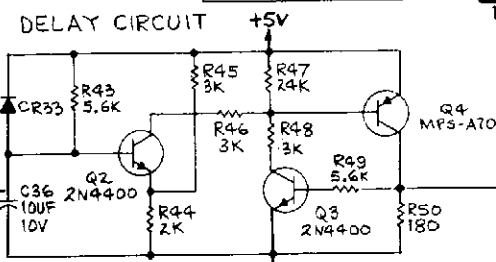 DELAY CIRCUIT
+5V
R43
5.6K
R45
3K
R47
24K
CR33
Q4
MPS-A70
R46
3K
R48
3K
Q2
2N4400
R49
5.6K
C36
10UF
10V
R44
2K
Q3
2N4400
R50
180